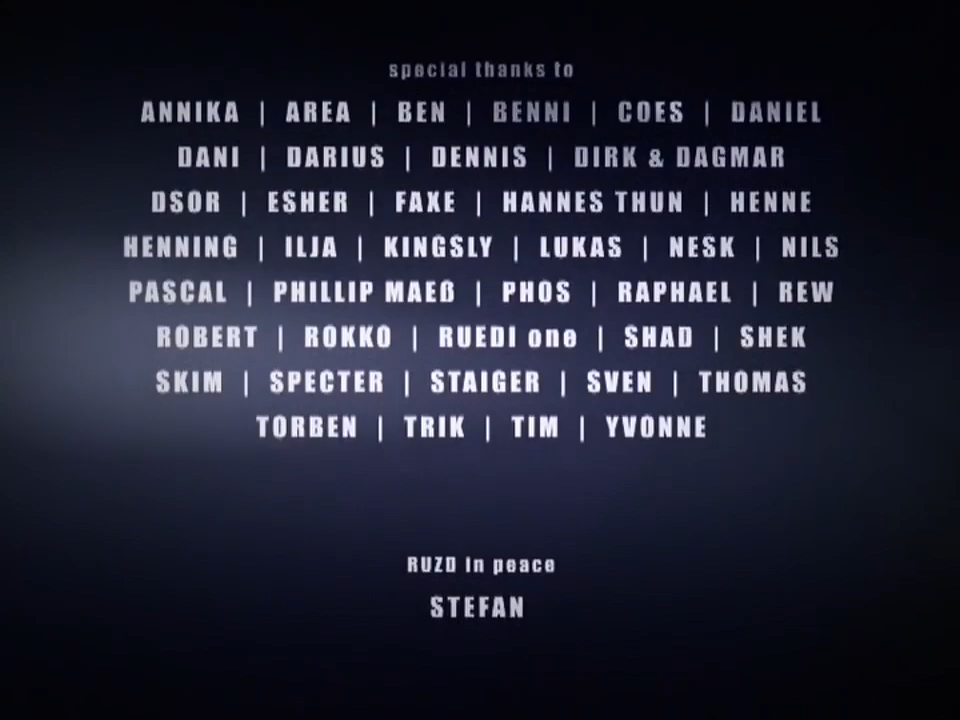 special thanks to
ANNIKA | AREA | BEN | BENNI | COES | DANIEL
DANI | DARIUS | DENNIS | DIRK & DAGMAR
DSOR | ESHER | FAXE | HANNES THUN | HENNE
HENNING | ILJA | KINGSLY | LUKAS | NESK | NILS
PASCAL | PHILLIP MAEß | PHOS | RAPHAEL | REW
ROBERT | ROKKO | RUEDI one | SHAD | SHEK
SKIM | SPECTER | STAIGER | SVEN | THOMAS
TORBEN | TRIK | TIM | YVONNE
RUZD in peace
STEFAN